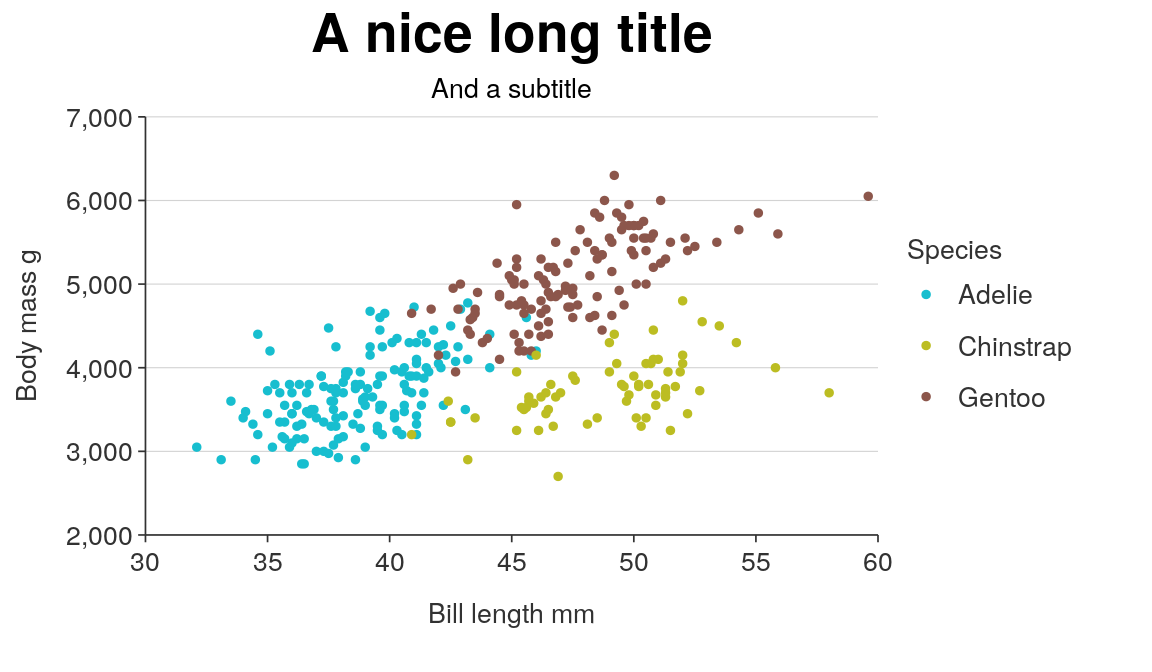 A nice long title
And a subtitle
7,000
6,000
5,000
4,000
3,000
2,000
Body mass g
30 35 40 45 50 55 60
Bill length mm
Species
Adelie
Chinstrap
Gentoo